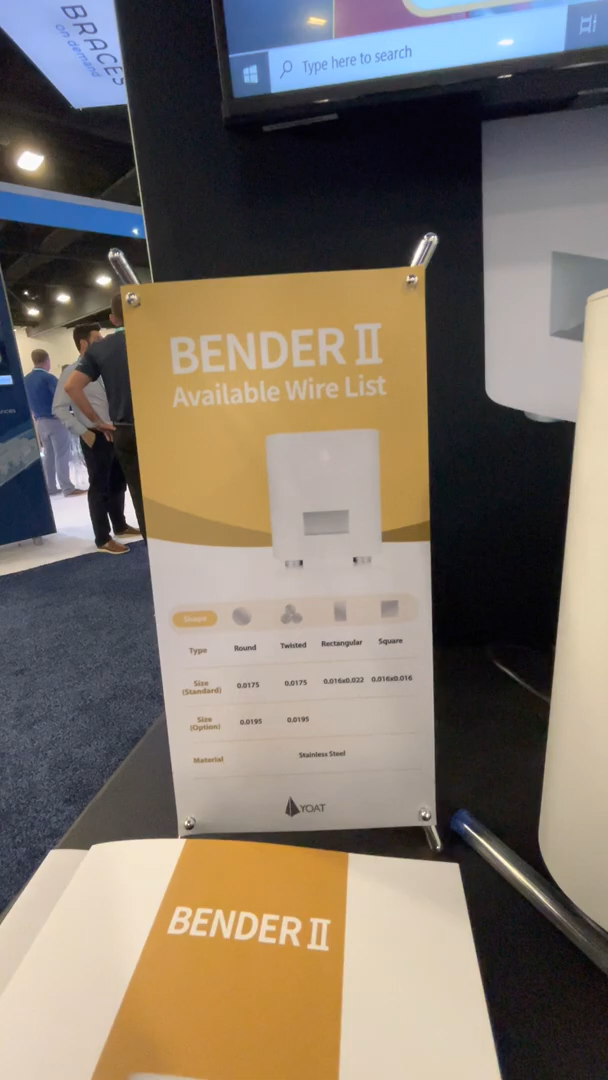 BRACES
on demand
Type here to search
BENDER II
Available Wire List
Shape
Type Round Twisted Rectangular Square
Size (Standard) 0.0175 0.0175 0.016x0.022 0.016x0.016
Size (Option) 0.0195 0.0195
Material Stainless Steel
YOAT
BENDER II